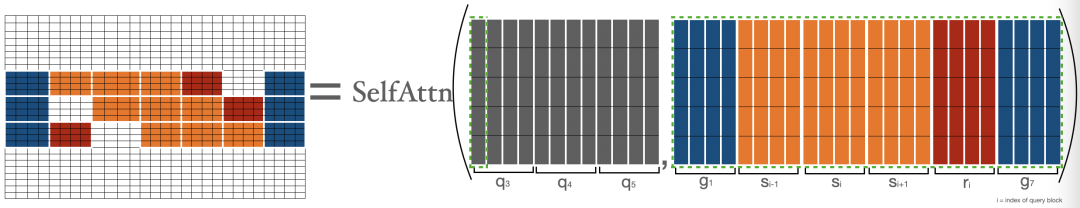 = SelfAttn ( , )
q₃ q₄ q₅ g₁ sᵢ₋₁ sᵢ sᵢ₊₁ rᵢ g₇
i = index of query block